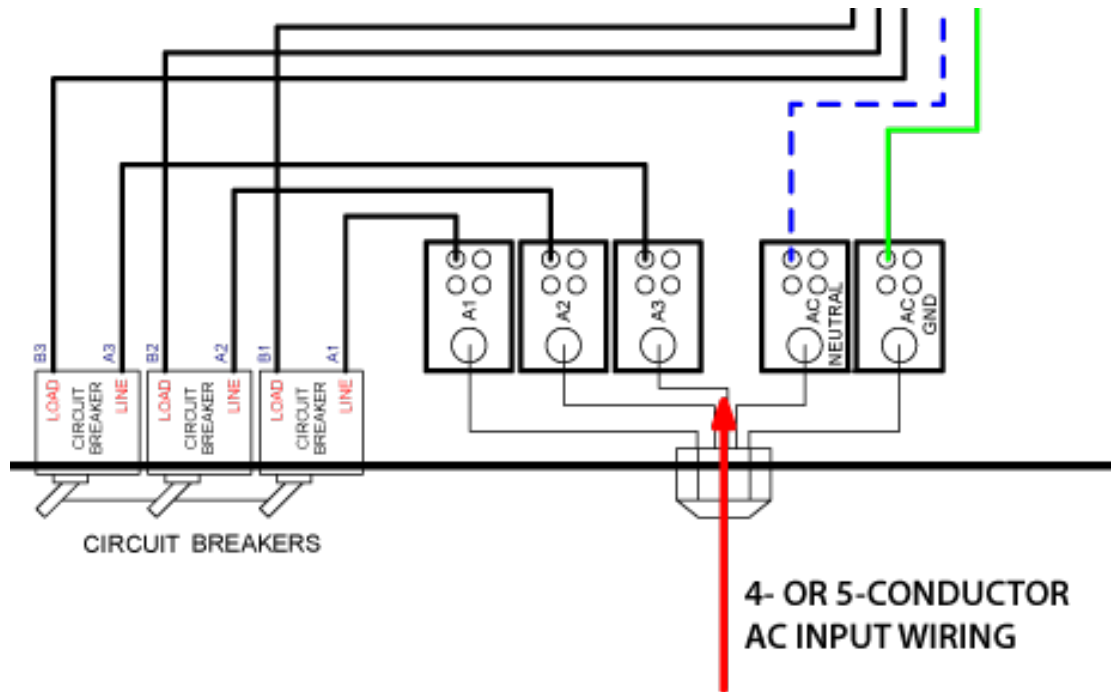 A1
A2
A3
AC
NEUTRAL
AC
GND
B3
A3
B2
A2
B1
A1
LOAD
CIRCUIT
BREAKER
LINE
LOAD
CIRCUIT
BREAKER
LINE
LOAD
CIRCUIT
BREAKER
LINE
CIRCUIT BREAKERS
4- OR 5-CONDUCTOR
AC INPUT WIRING